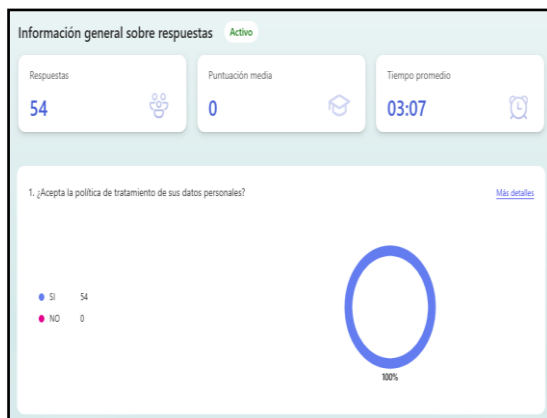 Información general sobre respuestas Activo
Respuestas
54
Puntuación media
0
Tiempo promedio
03:07
1. ¿Acepta la política de tratamiento de sus datos personales?
Más detalles
SI 54
NO 0
100%